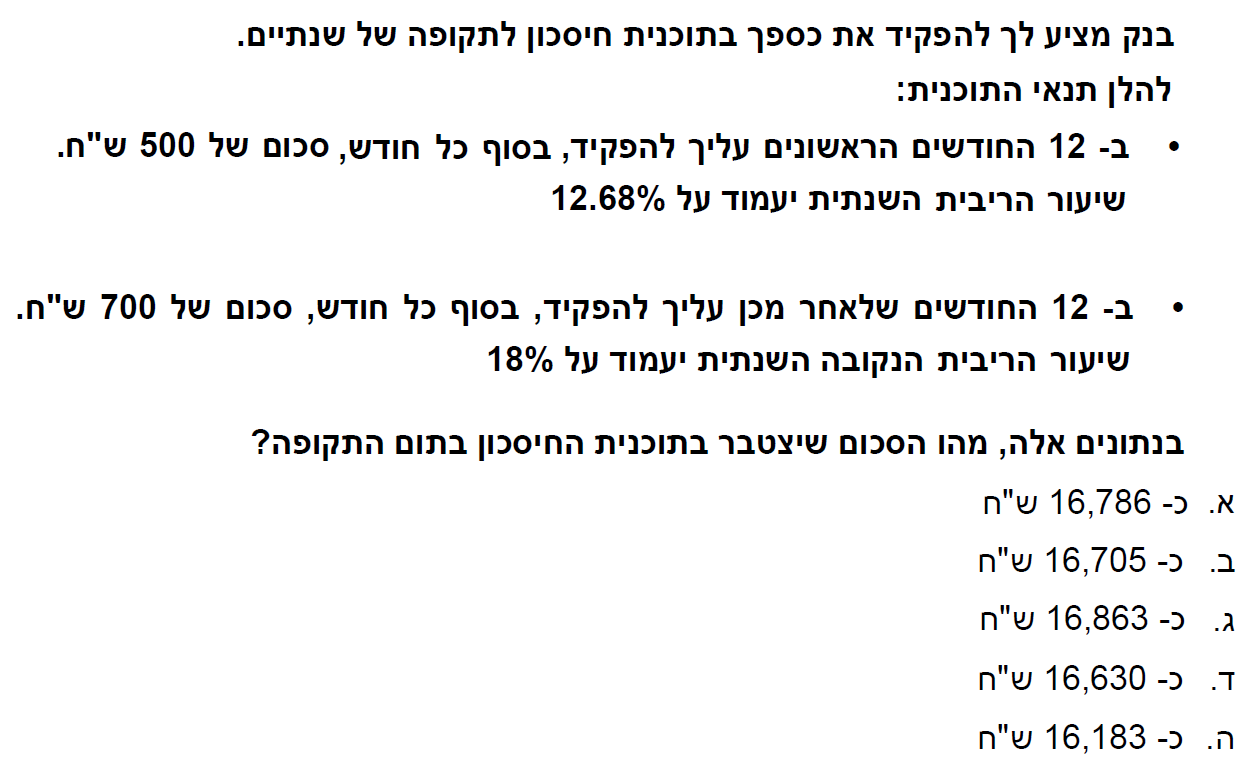 בנק מציע לך להפקיד את כספך בתוכנית חיסכון לתקופה של שנתיים.
להלן תנאי התוכנית:
• ב- 12 החודשים הראשונים עליך להפקיד, בסוף כל חודש, סכום של 500 ש"ח.
שיעור הריבית השנתית יעמוד על 12.68%
• ב- 12 החודשים שלאחר מכן עליך להפקיד, בסוף כל חודש, סכום של 700 ש"ח.
שיעור הריבית הנקובה השנתית יעמוד על 18%
בנתונים אלה, מהו הסכום שיצטבר בתוכנית החיסכון בתום התקופה?
א. כ- 16,786 ש"ח
ב. כ- 16,705 ש"ח
ג. כ- 16,863 ש"ח
ד. כ- 16,630 ש"ח
ה. כ- 16,183 ש"ח